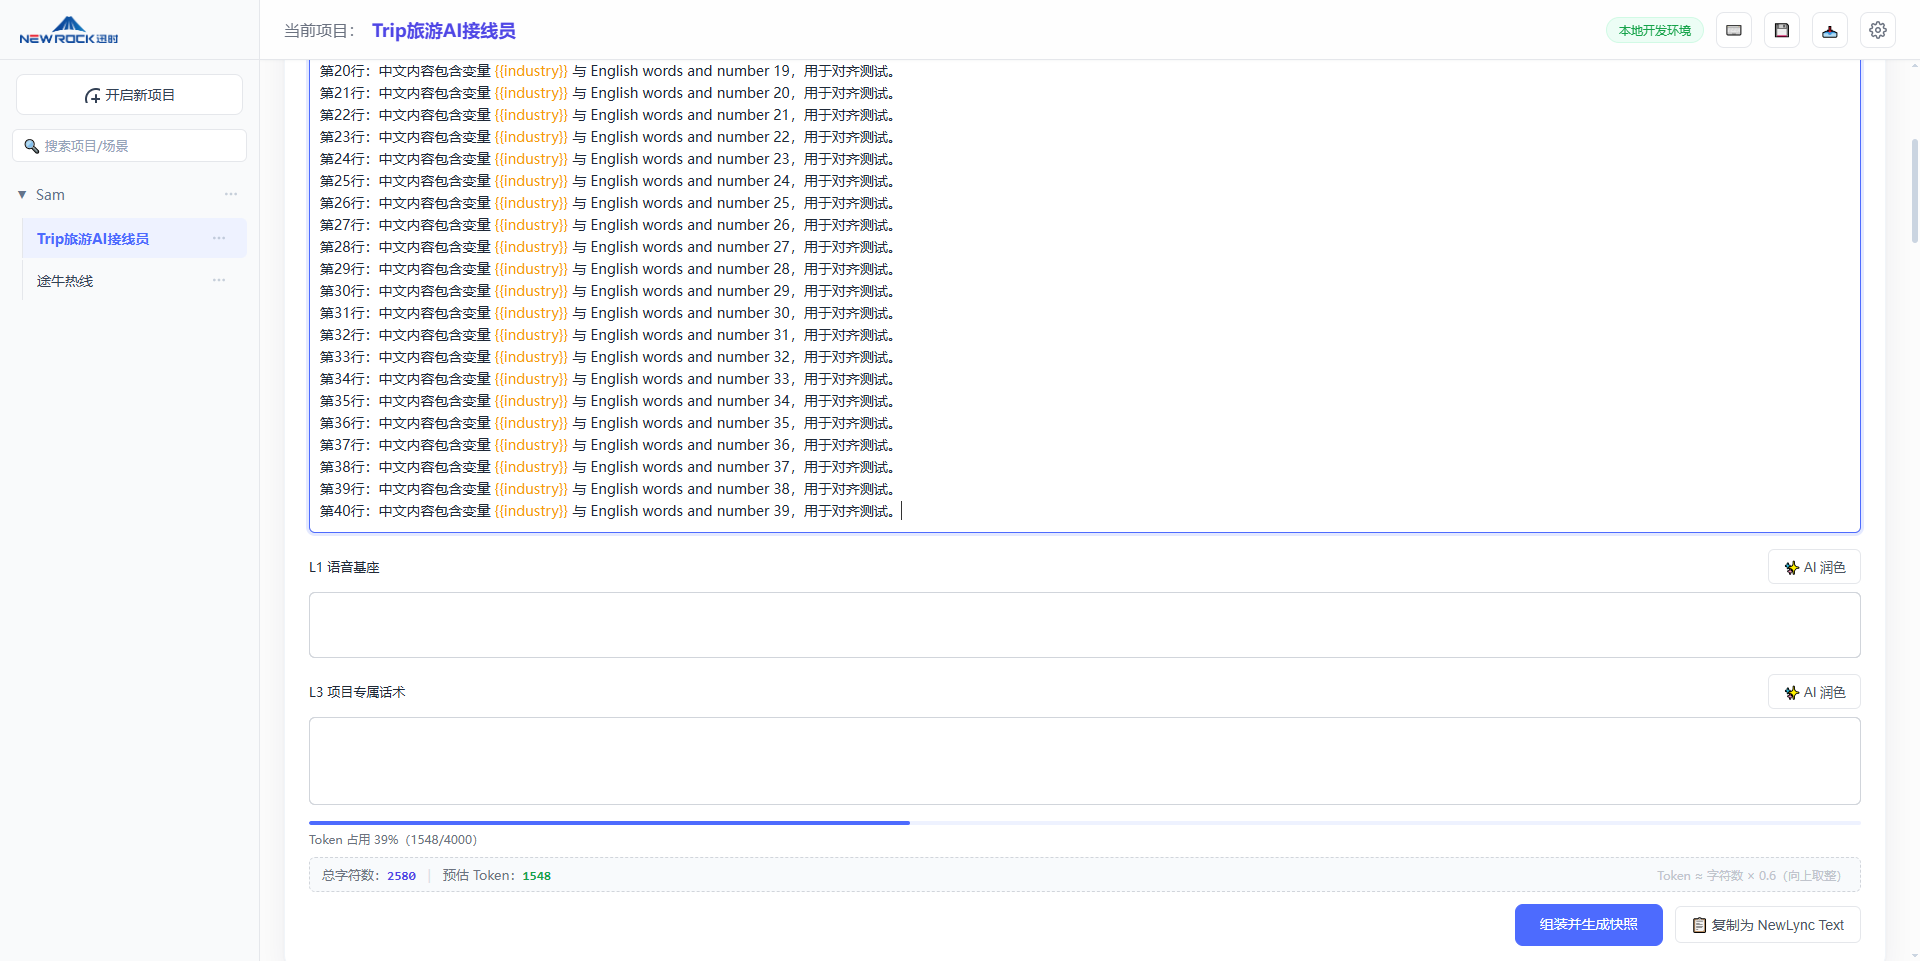 NEWROCK迅时
当前项目： Trip旅游AI接线员
本地开发环境
开启新项目
搜索项目/场景
Sam
Trip旅游AI接线员
途牛热线
第20行：中文内容包含变量 {{industry}} 与 English words and number 19，用于对齐测试。
第21行：中文内容包含变量 {{industry}} 与 English words and number 20，用于对齐测试。
第22行：中文内容包含变量 {{industry}} 与 English words and number 21，用于对齐测试。
第23行：中文内容包含变量 {{industry}} 与 English words and number 22，用于对齐测试。
第24行：中文内容包含变量 {{industry}} 与 English words and number 23，用于对齐测试。
第25行：中文内容包含变量 {{industry}} 与 English words and number 24，用于对齐测试。
第26行：中文内容包含变量 {{industry}} 与 English words and number 25，用于对齐测试。
第27行：中文内容包含变量 {{industry}} 与 English words and number 26，用于对齐测试。
第28行：中文内容包含变量 {{industry}} 与 English words and number 27，用于对齐测试。
第29行：中文内容包含变量 {{industry}} 与 English words and number 28，用于对齐测试。
第30行：中文内容包含变量 {{industry}} 与 English words and number 29，用于对齐测试。
第31行：中文内容包含变量 {{industry}} 与 English words and number 30，用于对齐测试。
第32行：中文内容包含变量 {{industry}} 与 English words and number 31，用于对齐测试。
第33行：中文内容包含变量 {{industry}} 与 English words and number 32，用于对齐测试。
第34行：中文内容包含变量 {{industry}} 与 English words and number 33，用于对齐测试。
第35行：中文内容包含变量 {{industry}} 与 English words and number 34，用于对齐测试。
第36行：中文内容包含变量 {{industry}} 与 English words and number 35，用于对齐测试。
第37行：中文内容包含变量 {{industry}} 与 English words and number 36，用于对齐测试。
第38行：中文内容包含变量 {{industry}} 与 English words and number 37，用于对齐测试。
第39行：中文内容包含变量 {{industry}} 与 English words and number 38，用于对齐测试。
第40行：中文内容包含变量 {{industry}} 与 English words and number 39，用于对齐测试。
L1 语音基座
AI 润色
L3 项目专属话术
AI 润色
Token 占用 39%（1548/4000）
总字符数：2580 | 预估 Token：1548
Token ≈ 字符数 × 0.6（向上取整）
组装并生成快照
复制为 NewLync Text